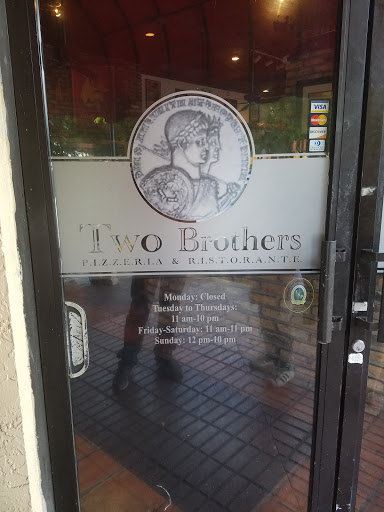 VISA
MasterCard
Two Brothers
P.I.Z.Z.E.R.I.A & R.I.S.T.O.R.A.N.T.E.
Monday: Closed
Tuesday to Thursdays:
11 am-10 pm
Friday-Saturday: 11 am-11 pm
Sunday: 12 pm-10 pm